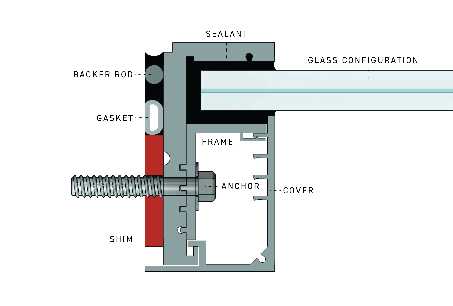 SEALANT
GLASS CONFIGURATION
BACKER ROD
GASKET
FRAME
ANCHOR
COVER
SHIM